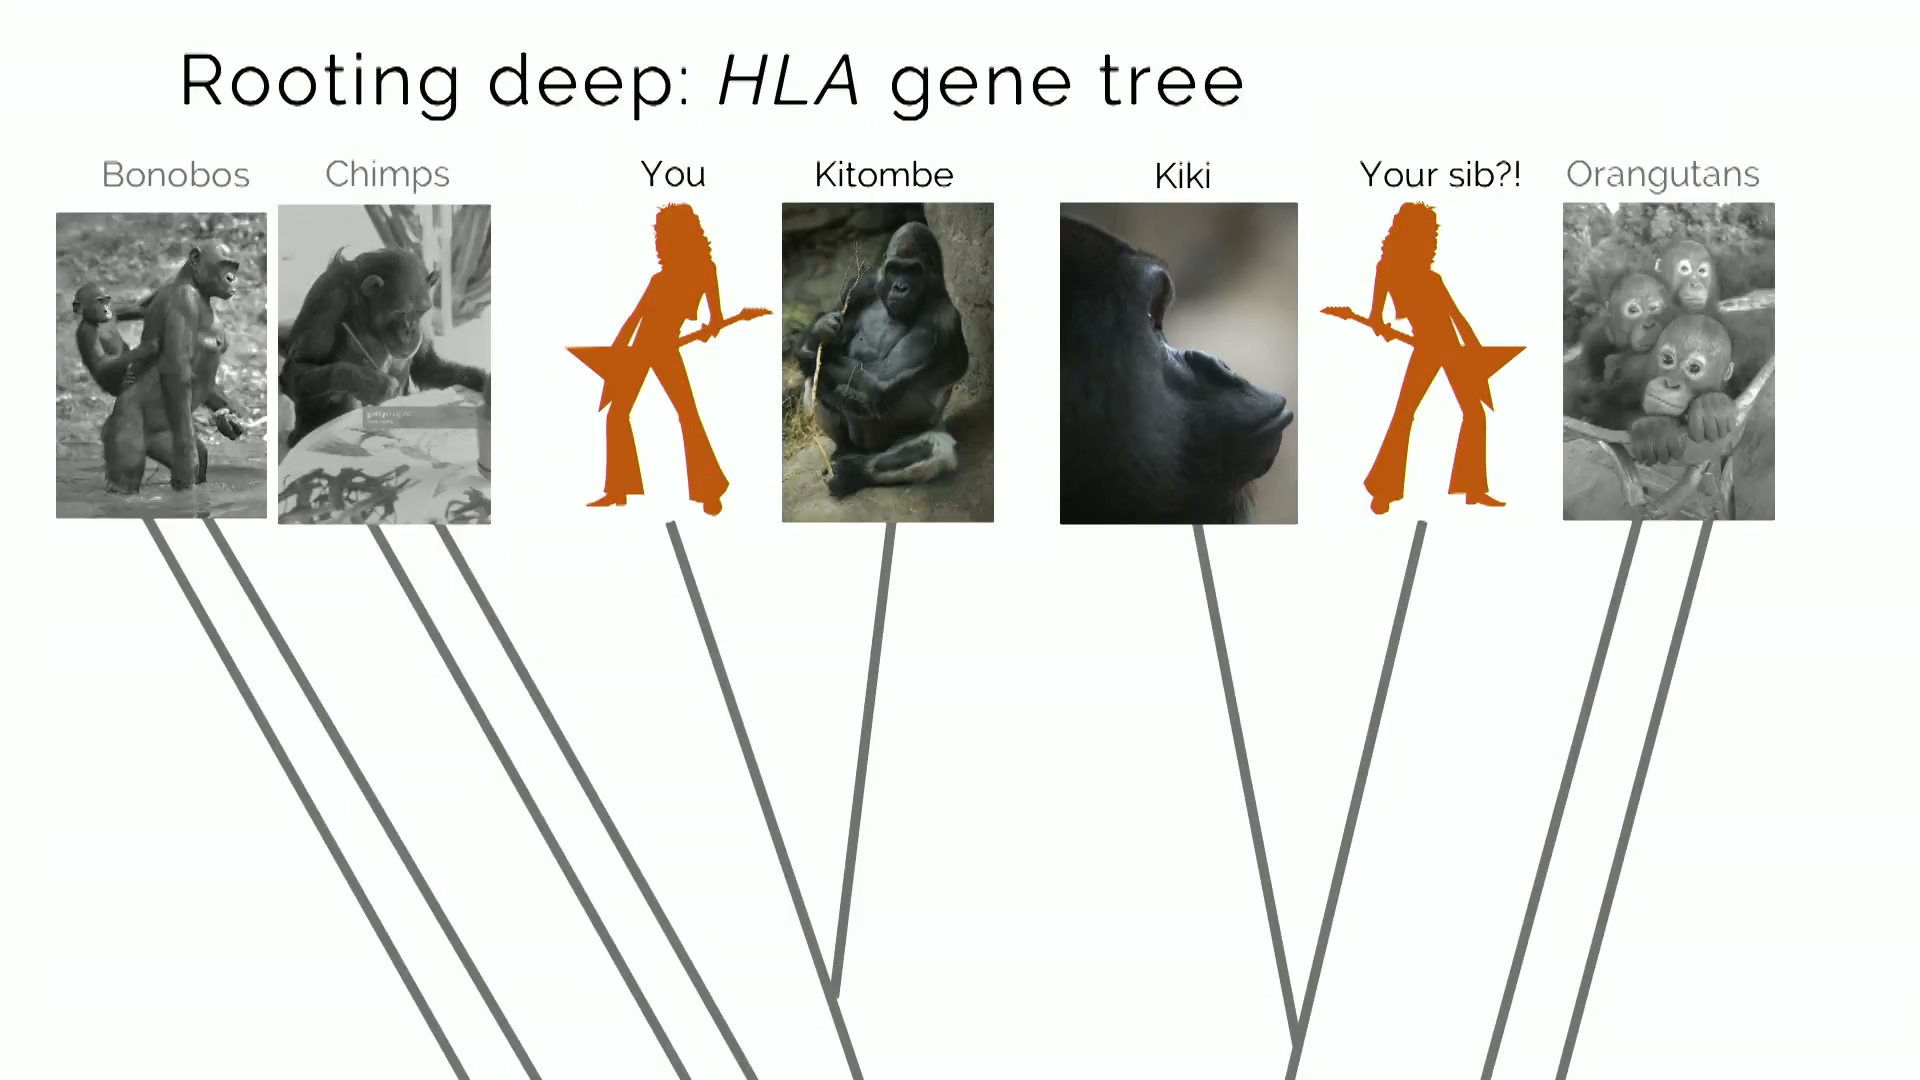 Rooting deep: HLA gene tree
Bonobos
Chimps
You
Kitombe
Kiki
Your sib?!
Orangutans